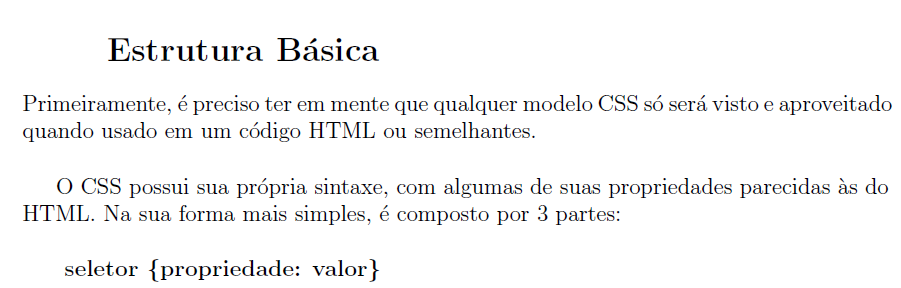 Estrutura Básica
Primeiramente, é preciso ter em mente que qualquer modelo CSS só será visto e aproveitado
quando usado em um código HTML ou semelhantes.
O CSS possui sua própria sintaxe, com algumas de suas propriedades parecidas às do
HTML. Na sua forma mais simples, é composto por 3 partes:
seletor {propriedade: valor}